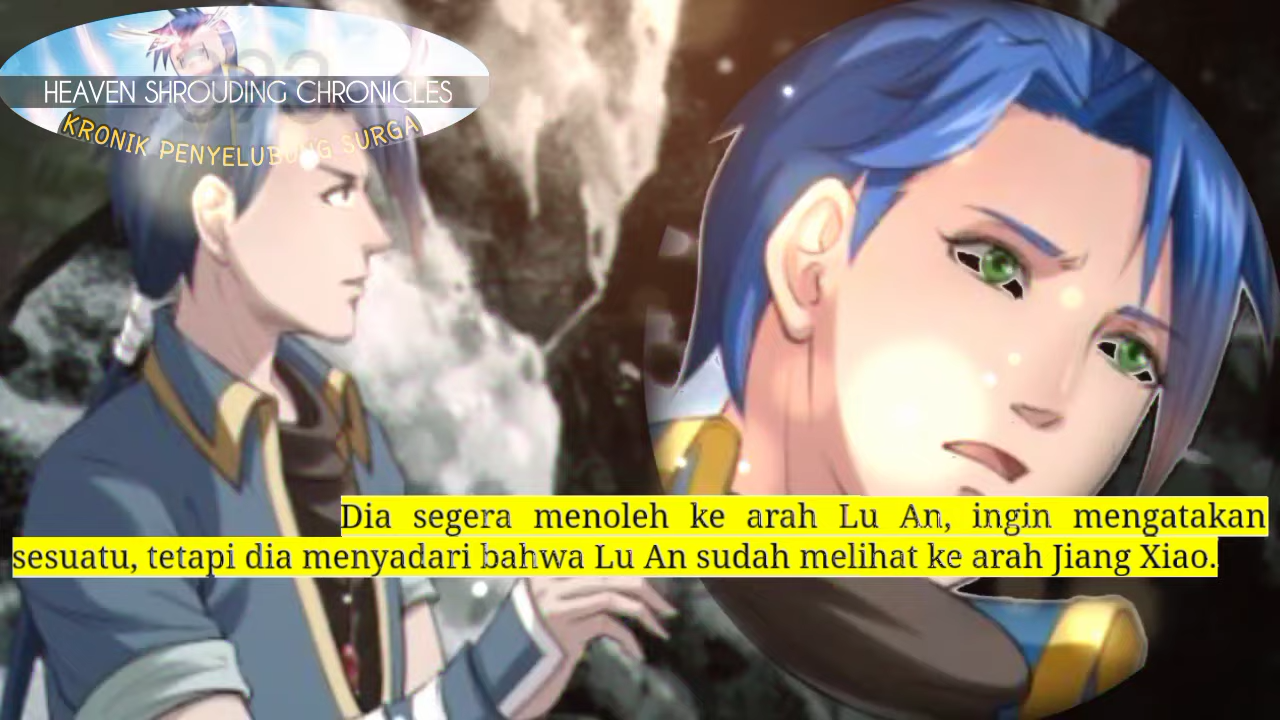 HEAVEN SHROUDING CHRONICLES
KRONIK PENYELUBUNG SURGA
Dia segera menoleh ke arah Lu An, ingin mengatakan
sesuatu, tetapi dia menyadari bahwa Lu An sudah melihat ke arah Jiang Xiao.